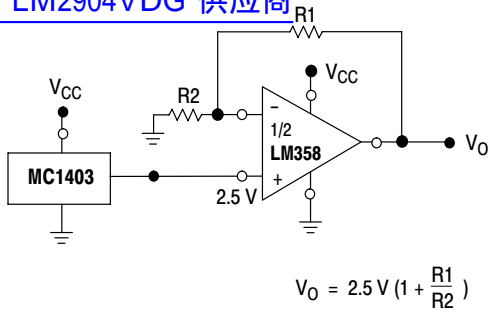 LM2904VDG 供应商
R1
VCC
R2
VCC
1/2
LM358
VO
MC1403
2.5 V
−
+
VO = 2.5 V (1 + R1/R2 )